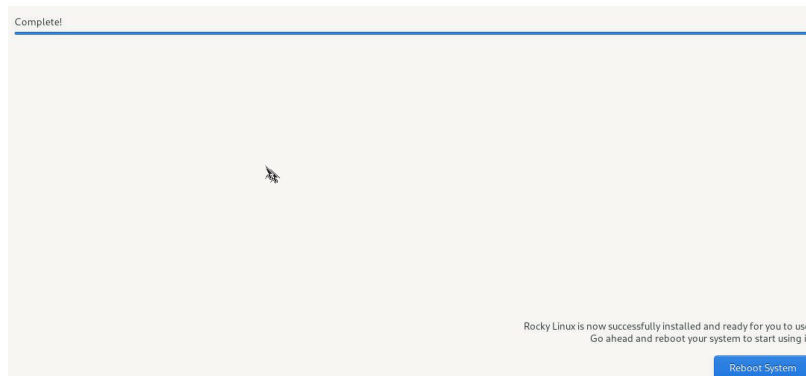 Complete!
Rocky Linux is now successfully installed and ready for you to us
Go ahead and reboot your system to start using i
Reboot System